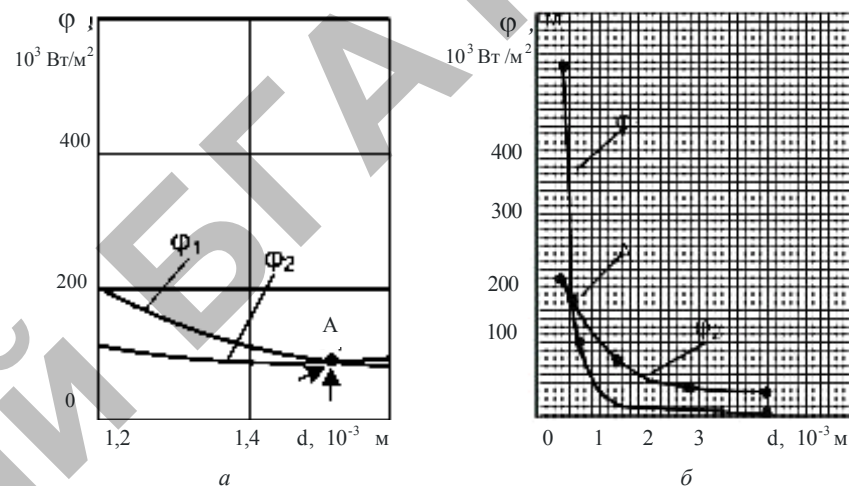 φ,
10³ Вт/м²
400
200
0
φ₁
φ₂
A
1,2 1,4 d, 10⁻³ м
а
φ,
10³ Вт/м²
400
300
200
100
φ
φ₂
0 1 2 3 d, 10⁻³ м
б
БГА